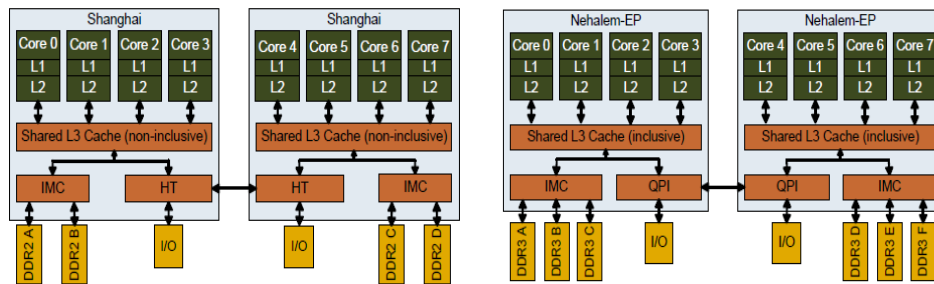 Shanghai Shanghai Nehalem-EP Nehalem-EP
Core 0 Core 1 Core 2 Core 3 Core 4 Core 5 Core 6 Core 7 Core 0 Core 1 Core 2 Core 3 Core 4 Core 5 Core 6 Core 7
L1 L1 L1 L1 L1 L1 L1 L1 L1 L1 L1 L1 L1 L1 L1 L1
L2 L2 L2 L2 L2 L2 L2 L2 L2 L2 L2 L2 L2 L2 L2 L2
Shared L3 Cache (non-inclusive) Shared L3 Cache (non-inclusive) Shared L3 Cache (inclusive) Shared L3 Cache (inclusive)
IMC HT HT IMC IMC QPI QPI IMC
DDR2 A DDR2 B I/O I/O DDR2 C DDR2 D DDR3 A DDR3 B DDR3 C I/O I/O DDR3 D DDR3 E DDR3 F